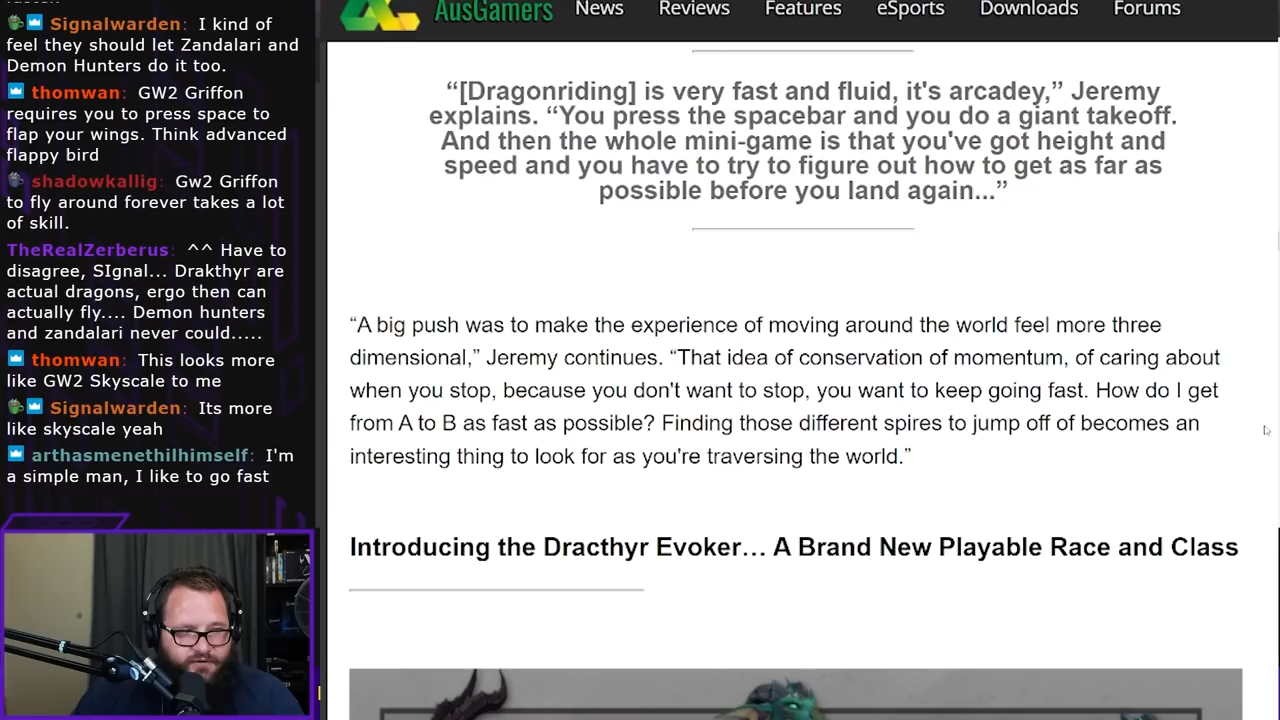 Signalwarden: I kind of
feel they should let Zandalari and
Demon Hunters do it too.
thomwan: GW2 Griffon
requires you to press space to
flap your wings. Think advanced
flappy bird
shadowkallig: Gw2 Griffon
to fly around forever takes a lot
of skill.
TheRealZerberus: ^^ Have to
disagree, SIgnal... Drakthyr are
actual dragons, ergo then can
actually fly.... Demon hunters
and zandalari never could.....
thomwan: This looks more
like GW2 Skyscale to me
Signalwarden: Its more
like skyscale yeah
arthasmenethilhimself: I'm
a simple man, I like to go fast
AusGamers News Reviews Features eSports Downloads Forums
“[Dragonriding] is very fast and fluid, it's arcadey,” Jeremy
explains. “You press the spacebar and you do a giant takeoff.
And then the whole mini-game is that you've got height and
speed and you have to try to figure out how to get as far as
possible before you land again...”
“A big push was to make the experience of moving around the world feel more three
dimensional,” Jeremy continues. “That idea of conservation of momentum, of caring about
when you stop, because you don't want to stop, you want to keep going fast. How do I get
from A to B as fast as possible? Finding those different spires to jump off of becomes an
interesting thing to look for as you're traversing the world.”
Introducing the Dracthyr Evoker… A Brand New Playable Race and Class